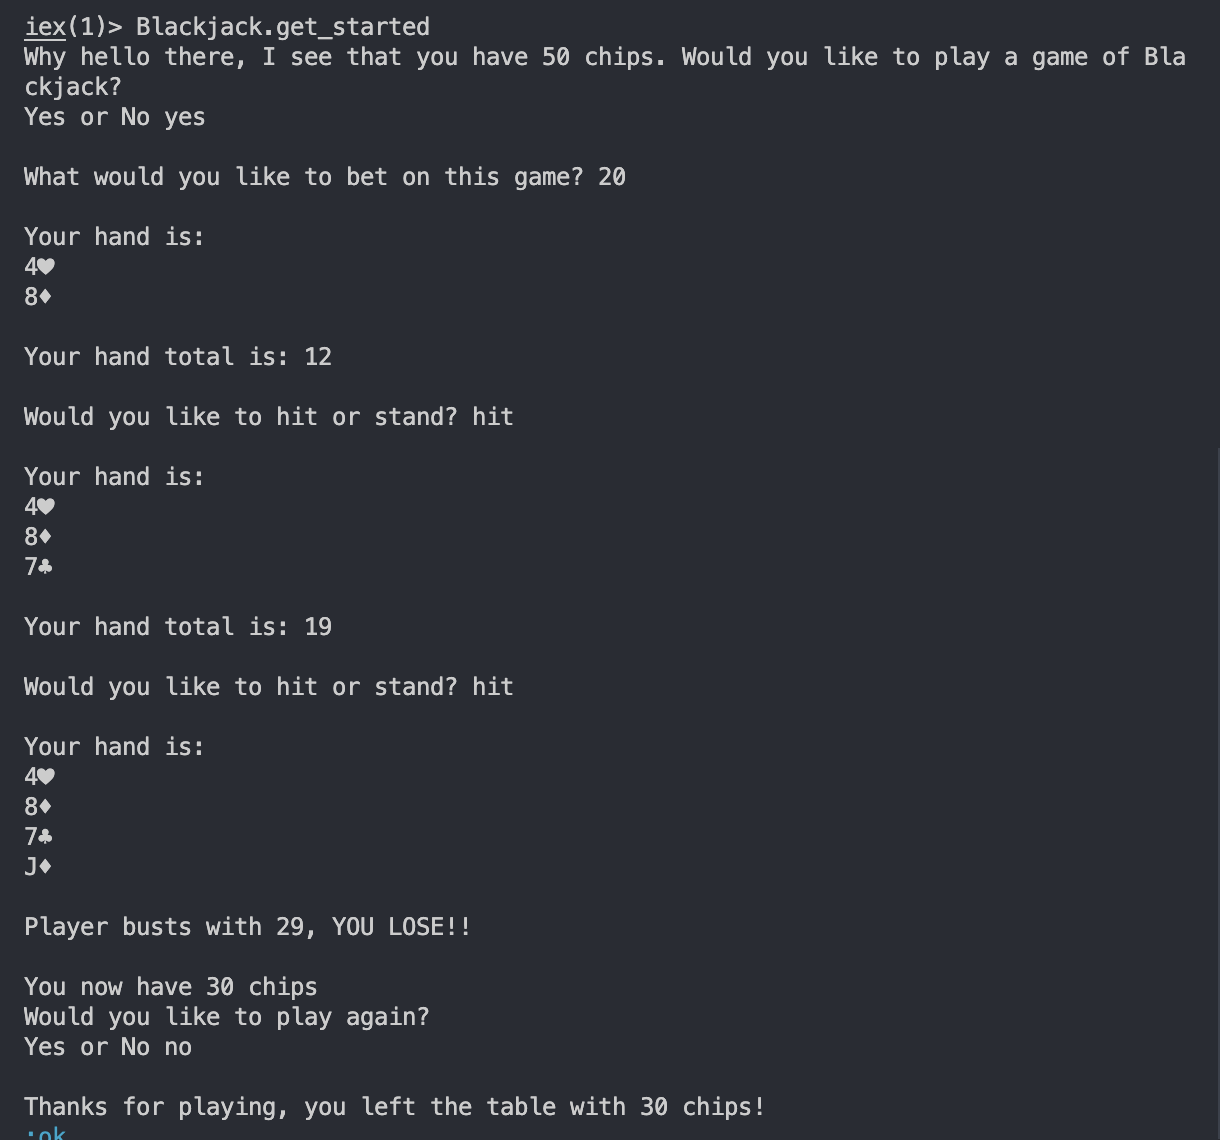 iex(1)> Blackjack.get_started
Why hello there, I see that you have 50 chips. Would you like to play a game of Bla
ckjack?
Yes or No yes
What would you like to bet on this game? 20
Your hand is:
4♥
8♦
Your hand total is: 12
Would you like to hit or stand? hit
Your hand is:
4♥
8♦
7♣
Your hand total is: 19
Would you like to hit or stand? hit
Your hand is:
4♥
8♦
7♣
J♦
Player busts with 29, YOU LOSE!!
You now have 30 chips
Would you like to play again?
Yes or No no
Thanks for playing, you left the table with 30 chips!
:ok